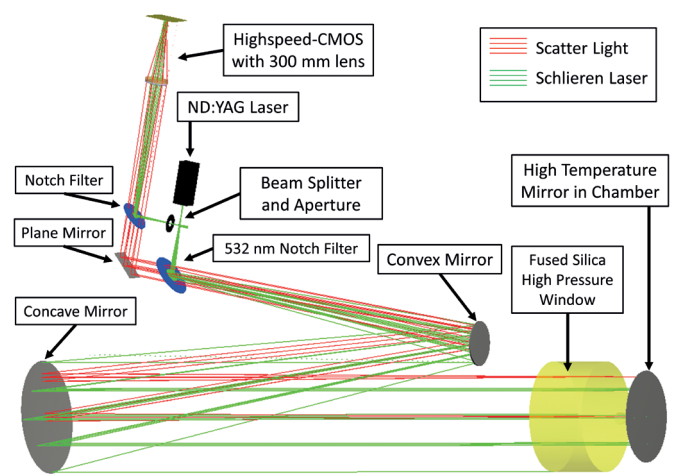 Highspeed-CMOS
with 300 mm lens
Scatter Light
Schlieren Laser
ND:YAG Laser
Notch Filter
Beam Splitter
and Aperture
High Temperature
Mirror in Chamber
Plane Mirror
532 nm Notch Filter
Convex Mirror
Fused Silica
High Pressure
Window
Concave Mirror